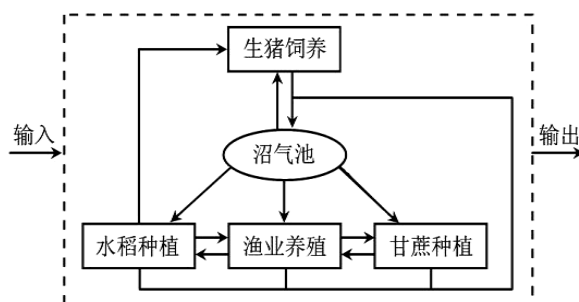 生猪饲养
输入
输出
沼气池
水稻种植
渔业养殖
甘蔗种植